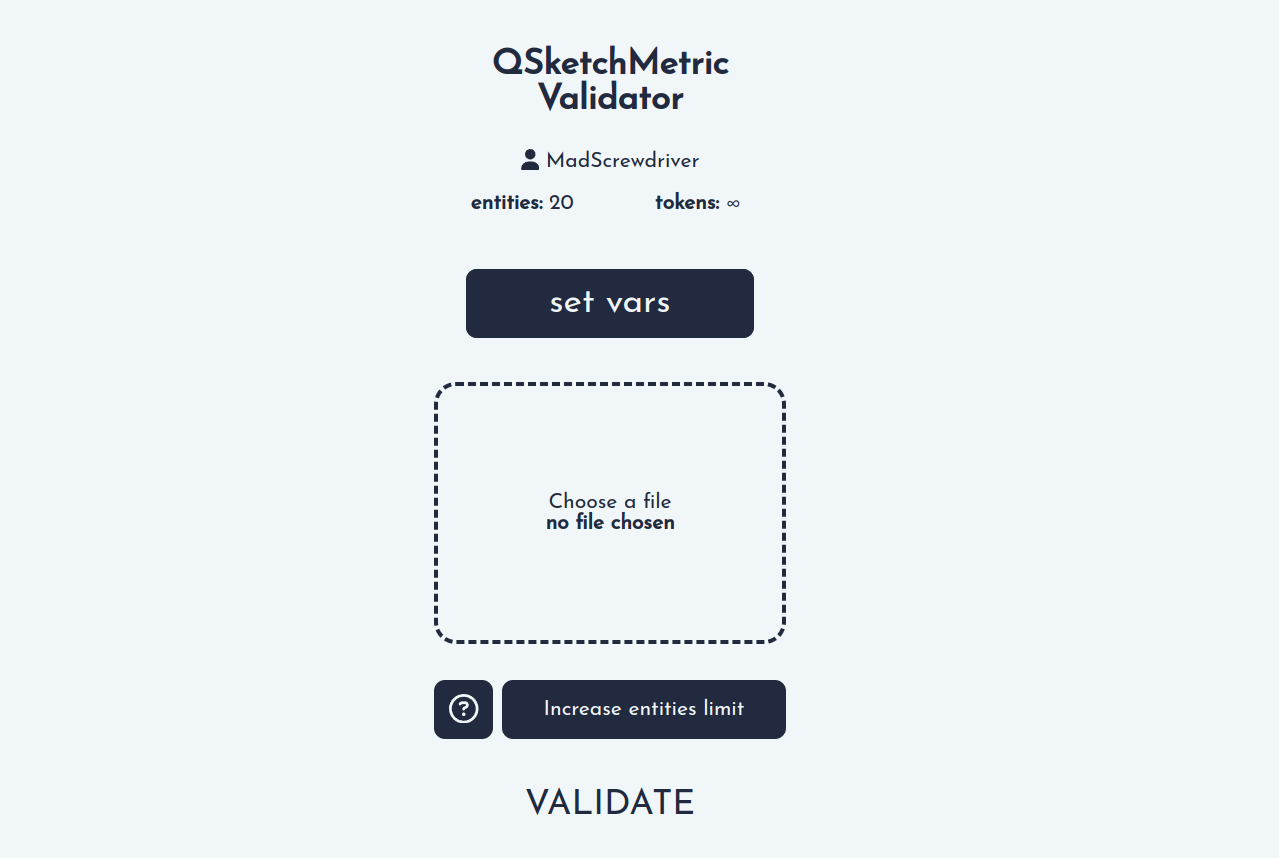 QSketchMetric
Validator
MadScrewdriver
entities: 20 tokens: ∞
set vars
Choose a file
no file chosen
? Increase entities limit
VALIDATE